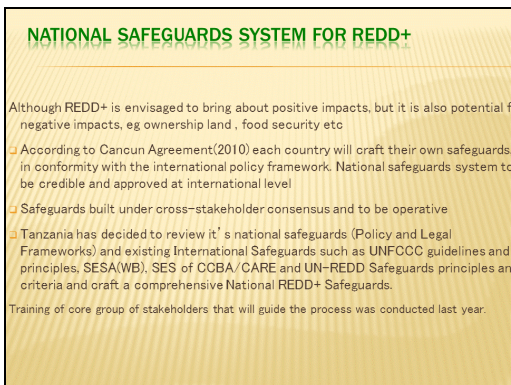 NATIONAL SAFEGUARDS SYSTEM FOR REDD+
Although REDD+ is envisaged to bring about positive impacts, but it is also potential f
negative impacts, eg ownership land , food security etc
According to Cancun Agreement(2010) each country will craft their own safeguards,
in conformity with the international policy framework. National safeguards system to
be credible and approved at international level
Safeguards built under cross-stakeholder consensus and to be operative
Tanzania has decided to review it's national safeguards (Policy and Legal
Frameworks) and existing International Safeguards such as UNFCCC guidelines and
principles, SESA(WB), SES of CCBA/CARE and UN-REDD Safeguards principles an
criteria and craft a comprehensive National REDD+ Safeguards.
Training of core group of stakeholders that will guide the process was conducted last year.